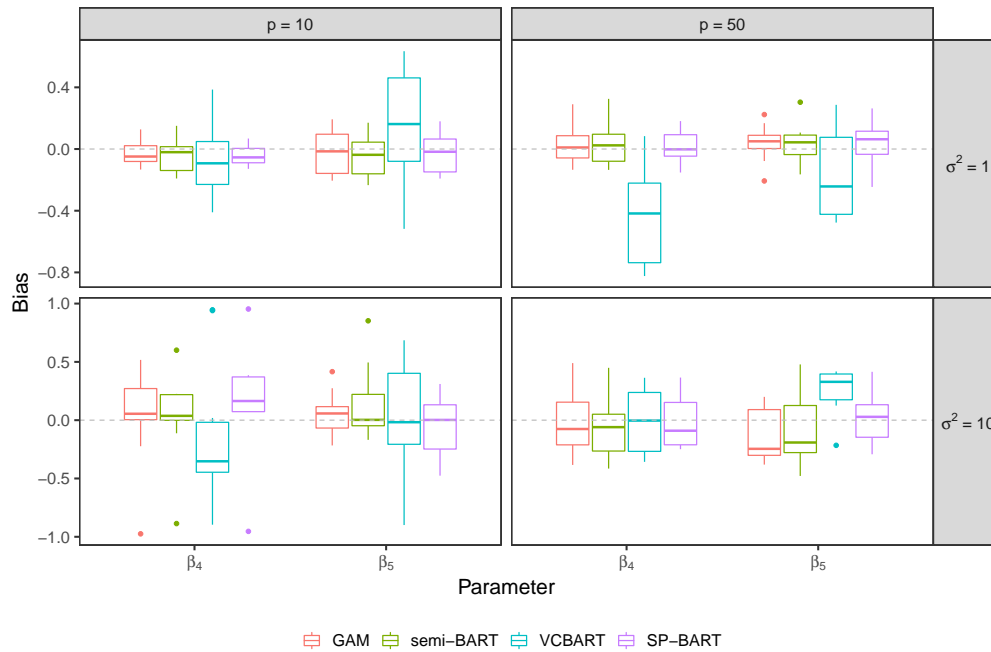 p = 10
p = 50
0.4
0.0
−0.4
−0.8
σ² = 1
Bias
1.0
0.5
0.0
−0.5
−1.0
σ² = 10
β₄
β₅
β₄
β₅
Parameter
GAM
semi−BART
VCBART
SP−BART